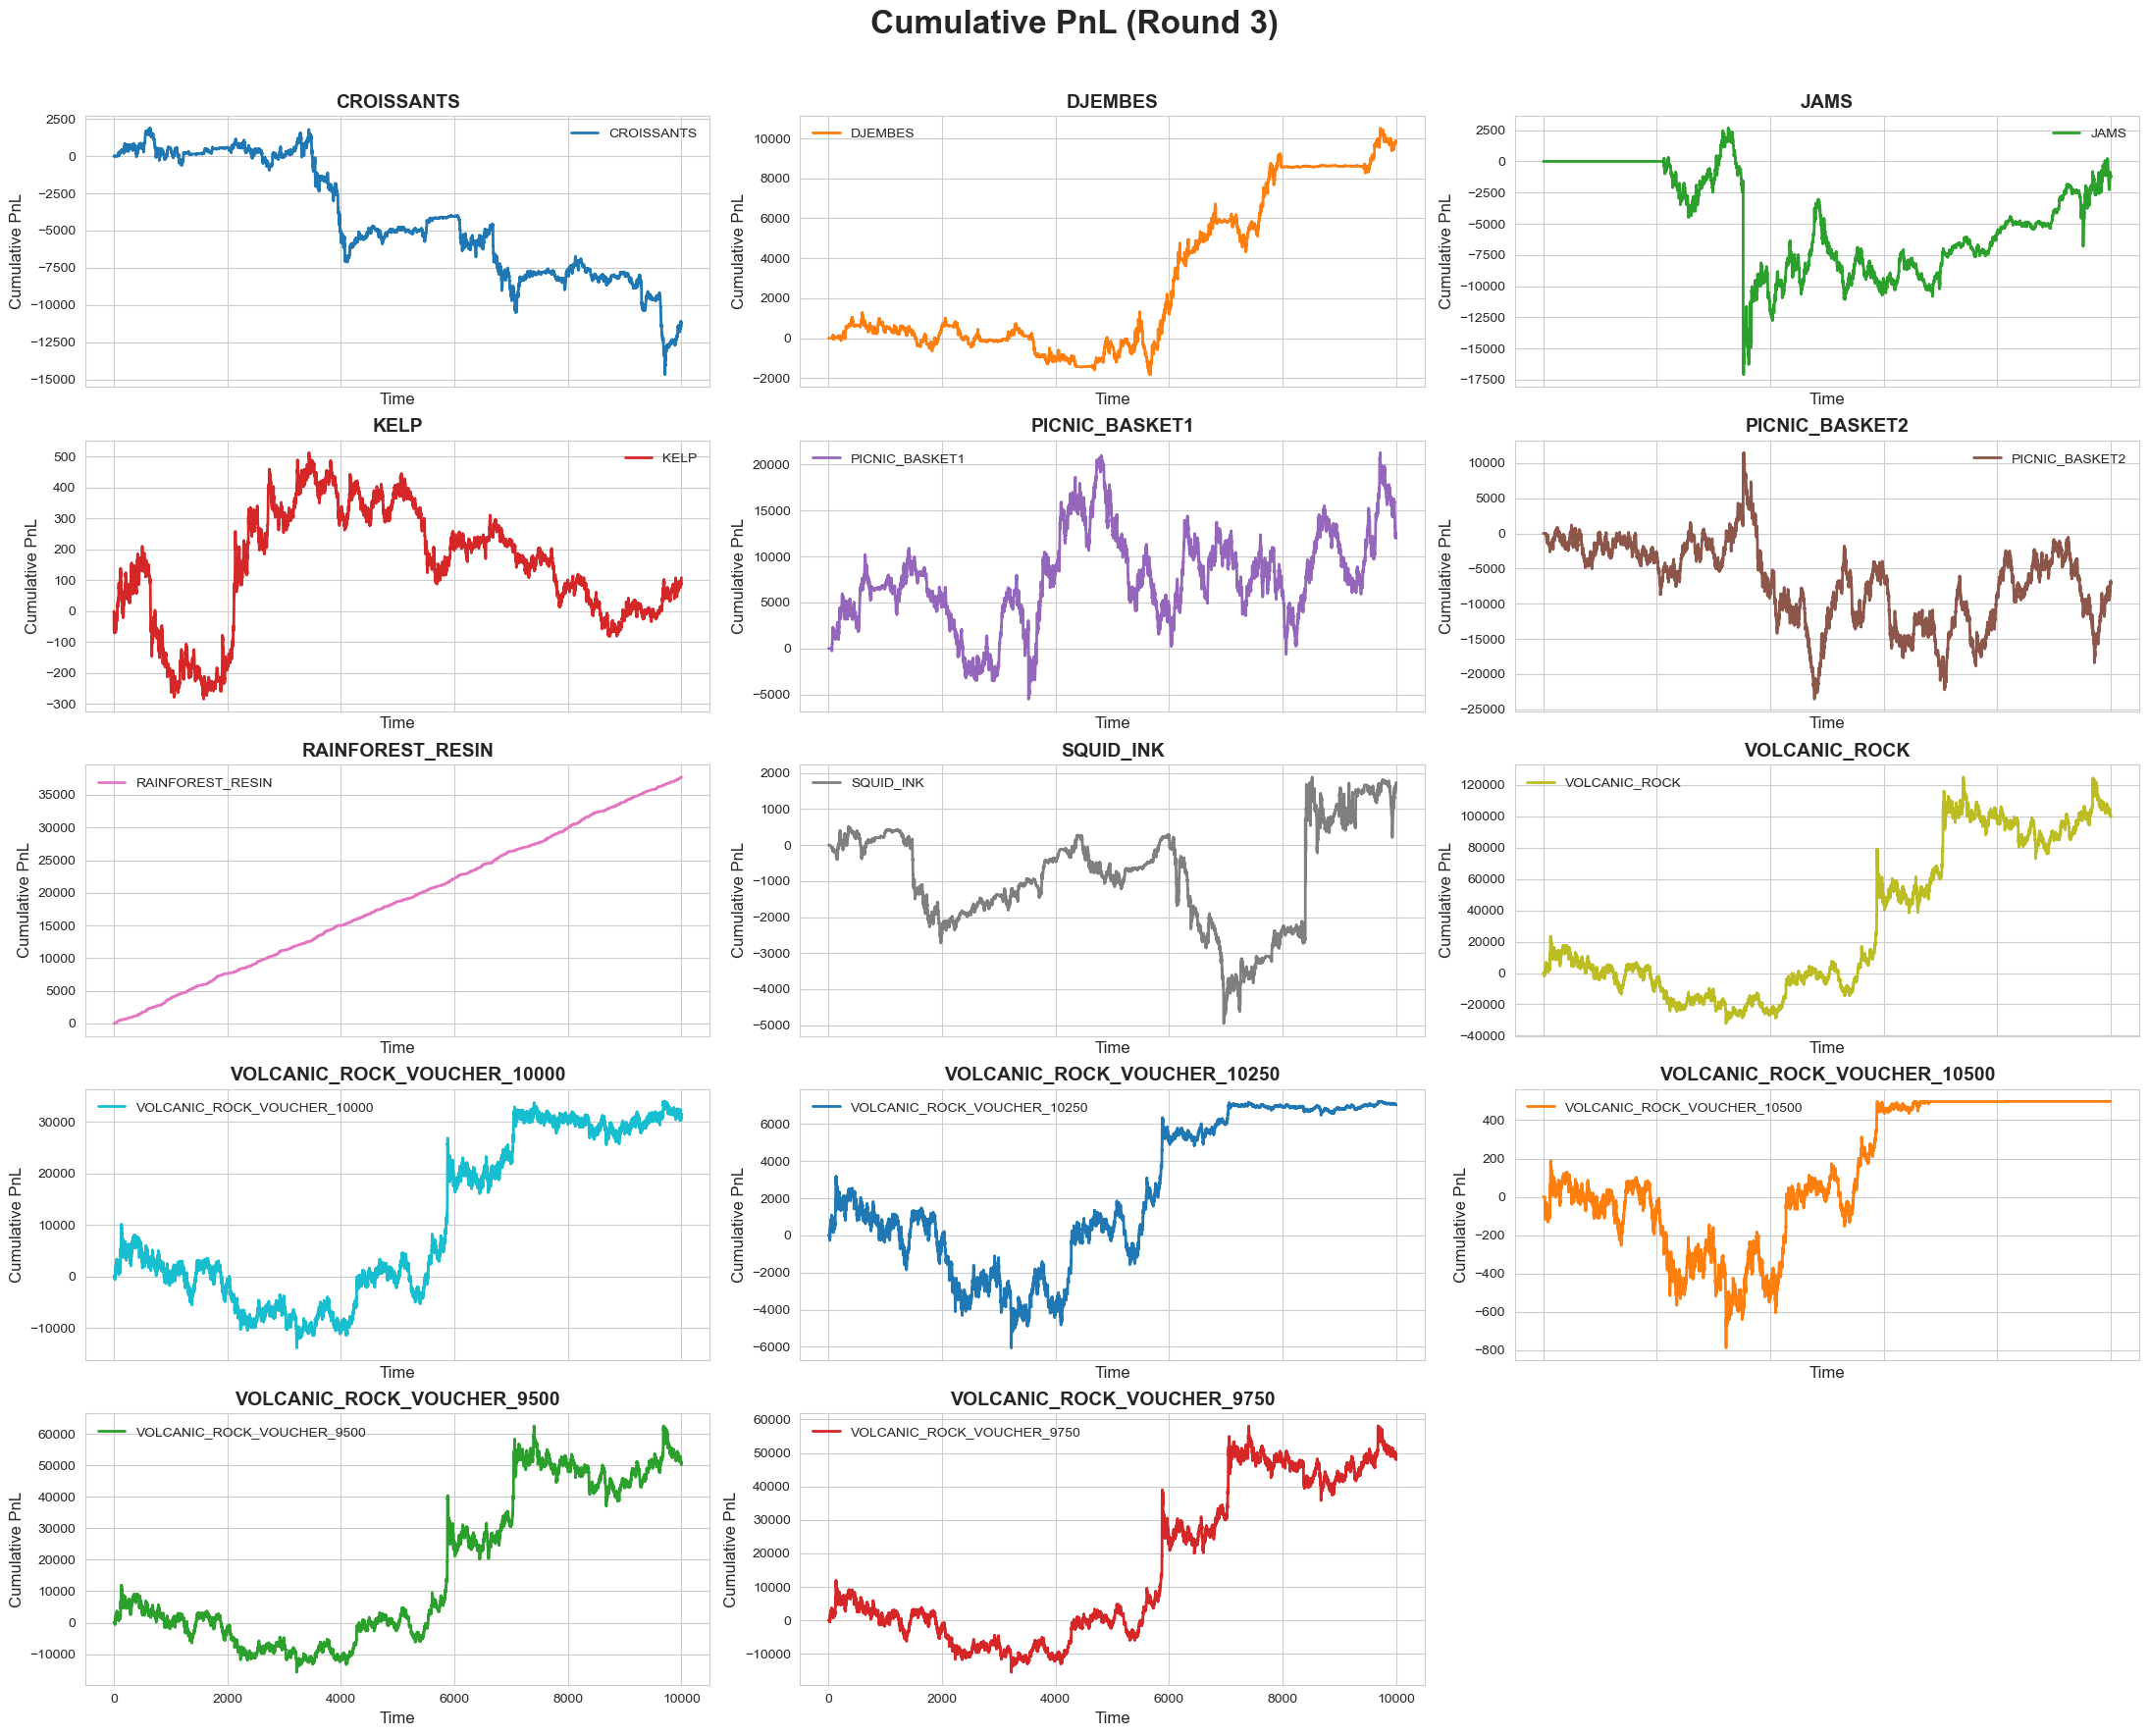 Cumulative PnL (Round 3)
CROISSANTS
2500
0
−2500
−5000
−7500
−10000
−12500
−15000
Cumulative PnL
CROISSANTS
Time
DJEMBES
10000
8000
6000
4000
2000
0
−2000
Cumulative PnL
DJEMBES
Time
JAMS
2500
0
−2500
−5000
−7500
−10000
−12500
−15000
−17500
Cumulative PnL
JAMS
Time
KELP
500
400
300
200
100
0
−100
−200
−300
Cumulative PnL
KELP
Time
PICNIC_BASKET1
20000
15000
10000
5000
0
−5000
Cumulative PnL
PICNIC_BASKET1
Time
PICNIC_BASKET2
10000
5000
0
−5000
−10000
−15000
−20000
−25000
Cumulative PnL
PICNIC_BASKET2
Time
RAINFOREST_RESIN
35000
30000
25000
20000
15000
10000
5000
0
Cumulative PnL
RAINFOREST_RESIN
Time
SQUID_INK
2000
1000
0
−1000
−2000
−3000
−4000
−5000
Cumulative PnL
SQUID_INK
Time
VOLCANIC_ROCK
120000
100000
80000
60000
40000
20000
0
−20000
−40000
Cumulative PnL
VOLCANIC_ROCK
Time
VOLCANIC_ROCK_VOUCHER_10000
30000
20000
10000
0
−10000
Cumulative PnL
VOLCANIC_ROCK_VOUCHER_10000
Time
VOLCANIC_ROCK_VOUCHER_10250
6000
4000
2000
0
−2000
−4000
−6000
Cumulative PnL
VOLCANIC_ROCK_VOUCHER_10250
Time
VOLCANIC_ROCK_VOUCHER_10500
400
200
0
−200
−400
−600
−800
Cumulative PnL
VOLCANIC_ROCK_VOUCHER_10500
Time
VOLCANIC_ROCK_VOUCHER_9500
60000
50000
40000
30000
20000
10000
0
−10000
Cumulative PnL
VOLCANIC_ROCK_VOUCHER_9500
0 2000 4000 6000 8000 10000
Time
VOLCANIC_ROCK_VOUCHER_9750
60000
50000
40000
30000
20000
10000
0
−10000
Cumulative PnL
VOLCANIC_ROCK_VOUCHER_9750
0 2000 4000 6000 8000 10000
Time